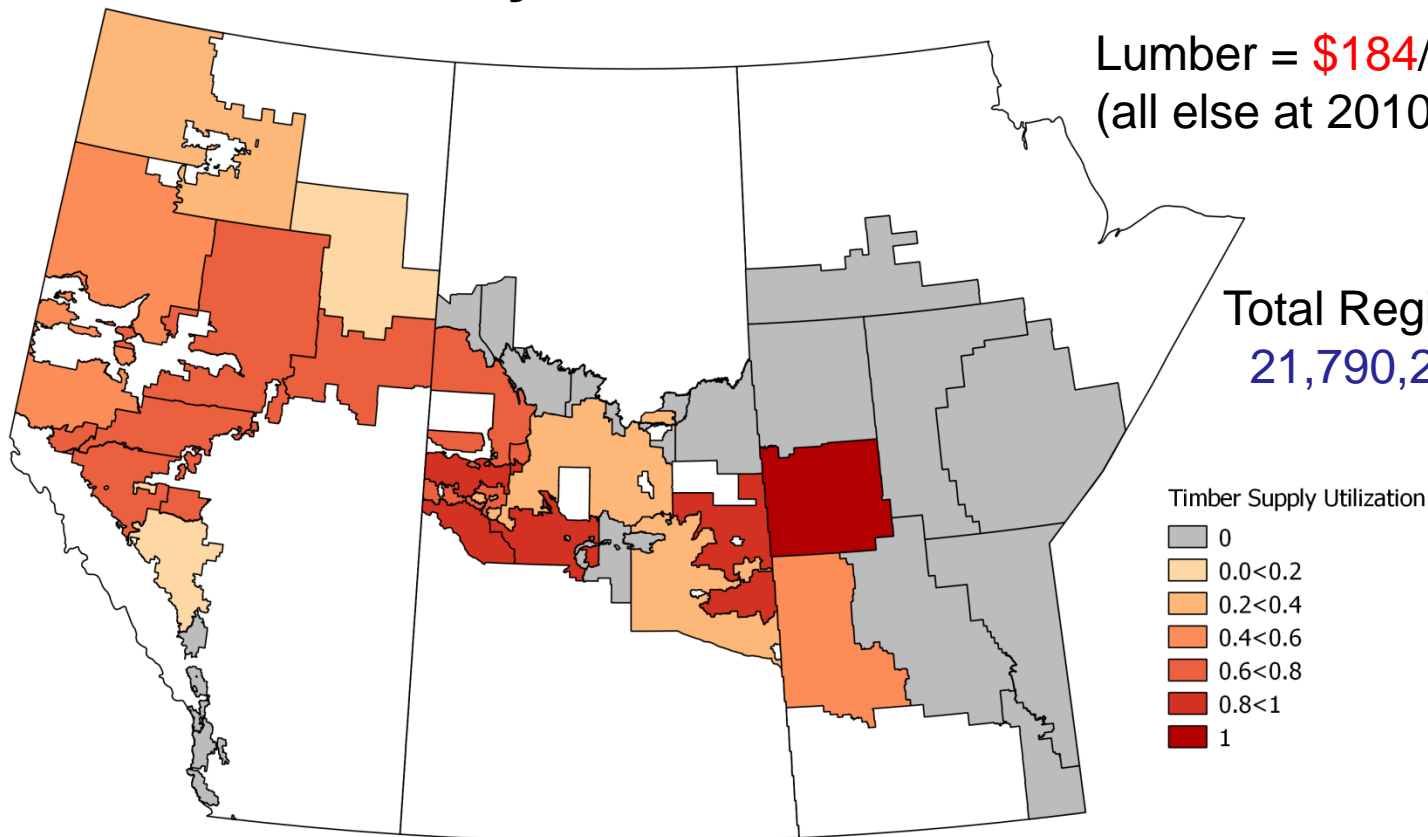 Lumber = $184/
(all else at 2010
Total Reg
21,790,2
Timber Supply Utilization
0
0.0<0.2
0.2<0.4
0.4<0.6
0.6<0.8
0.8<1
1